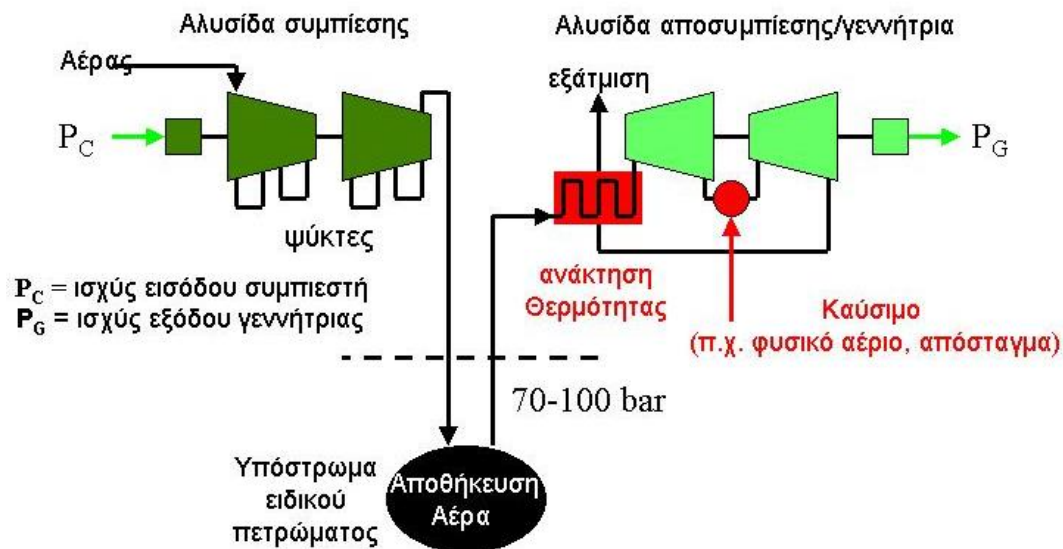 Αλυσίδα συμπίεσης
Αλυσίδα αποσυμπίεσης/γεννήτρια
Αέρας
εξάτμιση
P_C
P_G
ψύκτες
P_C = ισχύς εισόδου συμπιεστή
P_G = ισχύς εξόδου γεννήτριας
ανάκτηση
Θερμότητας
Καύσιμο
(π.χ. φυσικό αέριο, απόσταγμα)
70-100 bar
Υπόστρωμα
ειδικού
πετρώματος
Αποθήκευση
Αέρα